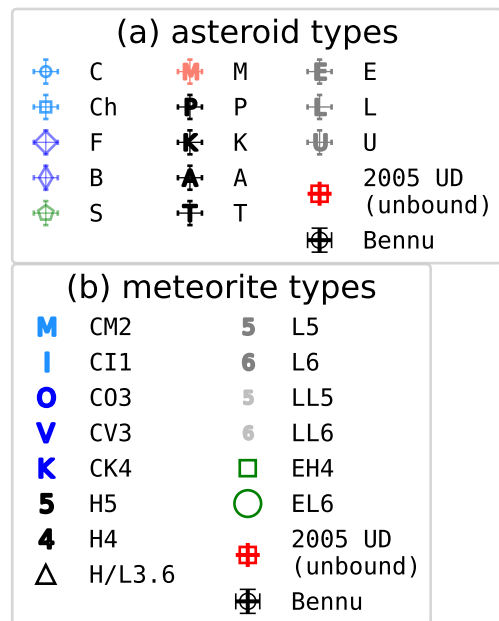 (a) asteroid types
C M M E E
Ch P P L L
F K K U U
B A A 2005 UD
S T T (unbound)
Bennu
(b) meteorite types
M CM2 5 L5
I CI1 6 L6
O CO3 5 LL5
V CV3 6 LL6
K CK4 EH4
5 H5 EL6
4 H4 2005 UD
H/L3.6 (unbound)
Bennu